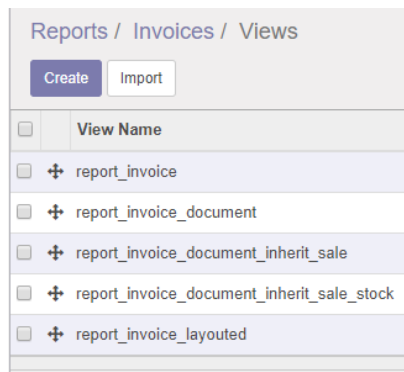 Reports / Invoices / Views
Create Import
View Name
report_invoice
report_invoice_document
report_invoice_document_inherit_sale
report_invoice_document_inherit_sale_stock
report_invoice_layouted